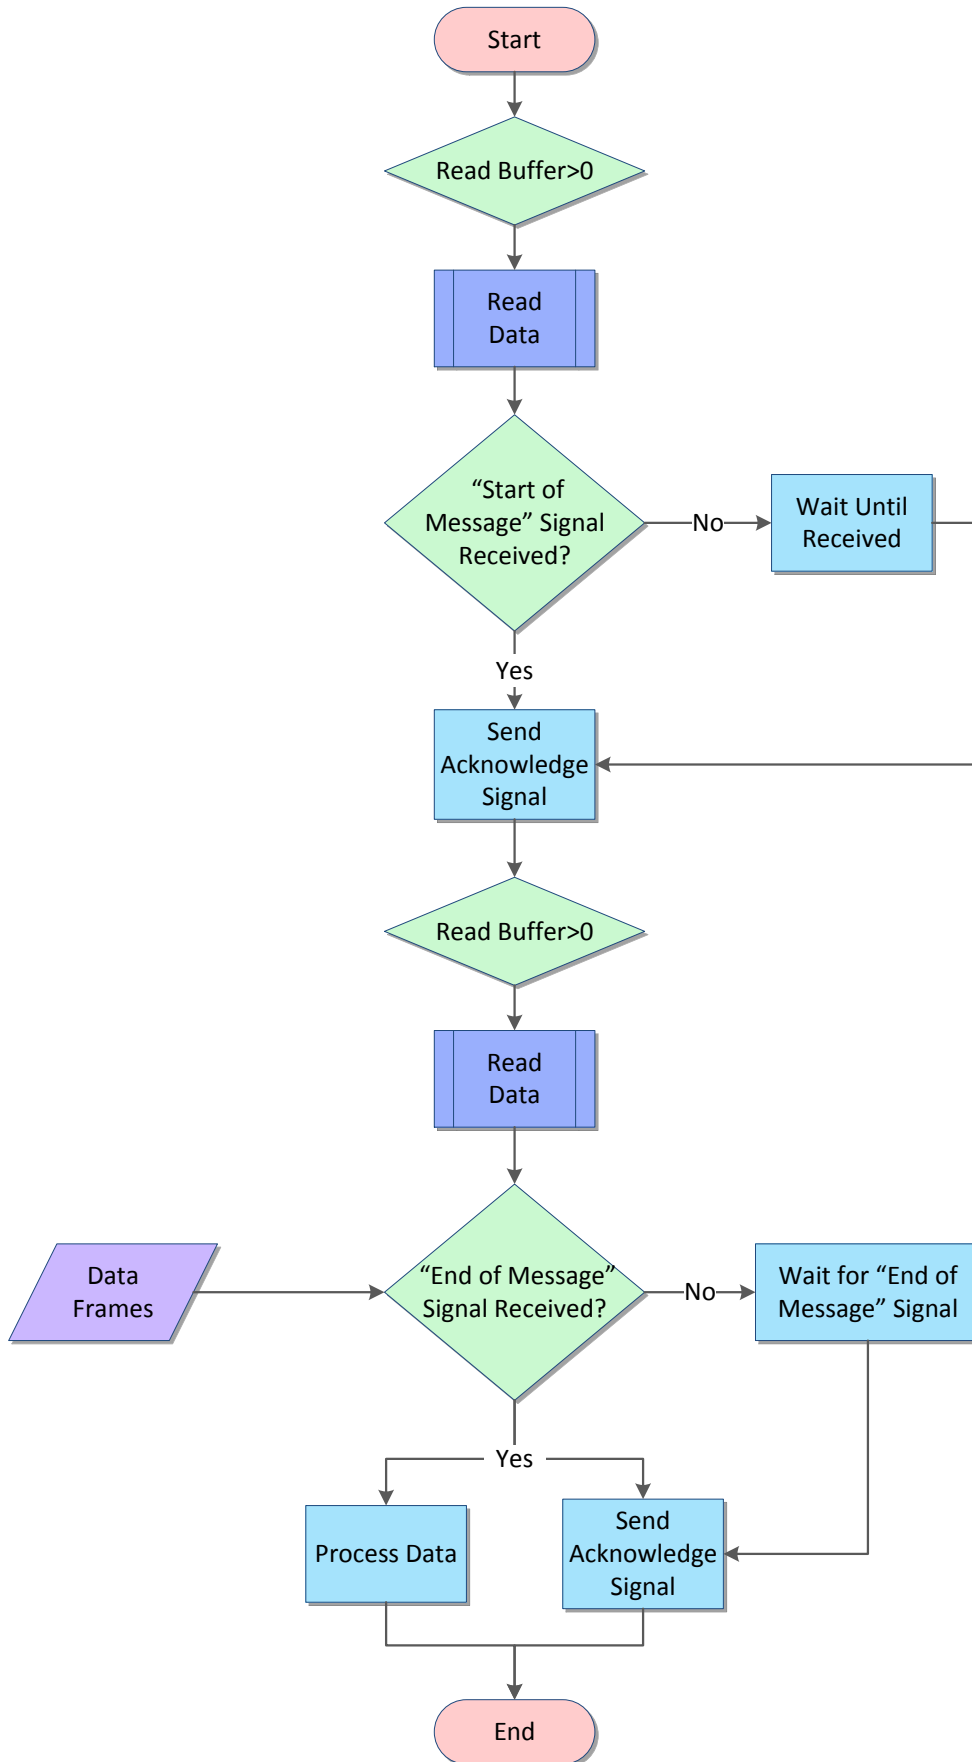 Start
Read Buffer>0
Read
Data
“Start of
Message” Signal
Received?
No
Wait Until
Received
Yes
Send
Acknowledge
Signal
Read Buffer>0
Read
Data
Data
Frames
“End of Message”
Signal Received?
No
Wait for “End of
Message” Signal
Yes
Process Data
Send
Acknowledge
Signal
End